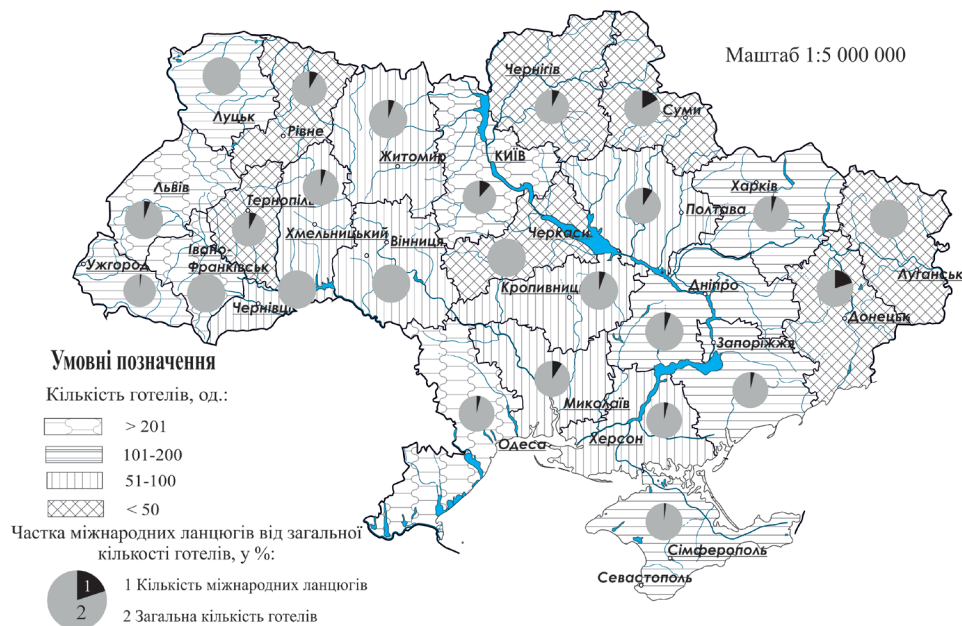 Маштаб 1:5 000 000
Чернігів
Луцьк
Суми
Рівне
Житомир
КИЇВ
Львів
Харків
Тернопіль
Полтава
Хмельницький
Вінниця
Черкаси
Івано-
Франківськ
Ужгород
Луганськ
Кропивниц
Дніпро
Чернівці
Донецьк
Запоріжжя
Умовні позначення
Кількість готелів, од.:
Миколаїв
> 201
Одеса
Херсон
101-200
51-100
< 50
Частка міжнародних ланцюгів від загальної
кількості готелів, у %:
Сімферополь
Севастополь
1
2
1 Кількість міжнародних ланцюгів
2 Загальна кількість готелів